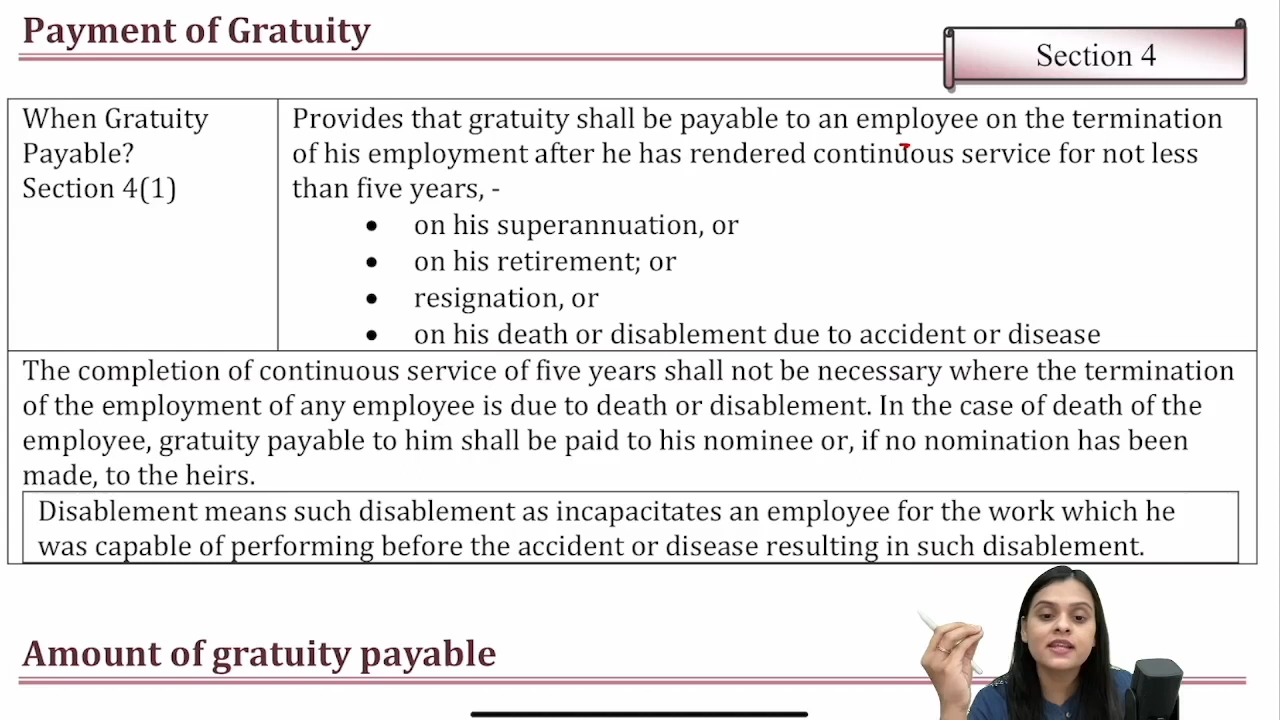 Payment of Gratuity
Section 4
When Gratuity
Payable?
Section 4(1)
Provides that gratuity shall be payable to an employee on the termination
of his employment after he has rendered continuous service for not less
than five years, -
• on his superannuation, or
• on his retirement; or
• resignation, or
• on his death or disablement due to accident or disease
The completion of continuous service of five years shall not be necessary where the termination
of the employment of any employee is due to death or disablement. In the case of death of the
employee, gratuity payable to him shall be paid to his nominee or, if no nomination has been
made, to the heirs.
Disablement means such disablement as incapacitates an employee for the work which he
was capable of performing before the accident or disease resulting in such disablement.
Amount of gratuity payable